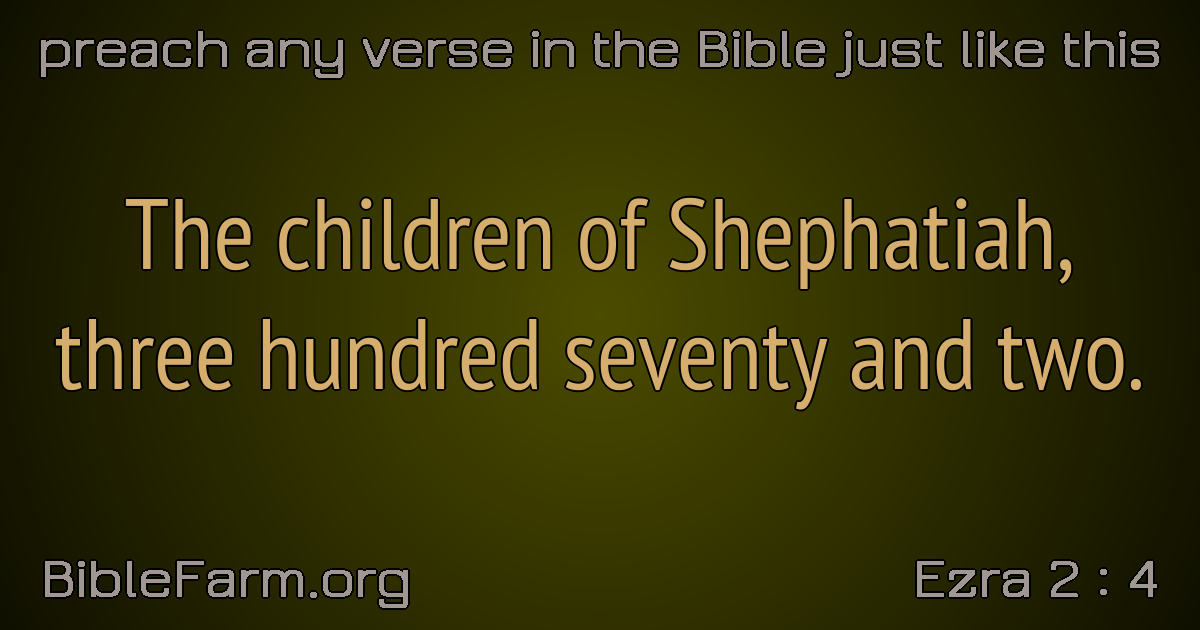 preach any verse in the Bible just like this
The children of Shephatiah,
three hundred seventy and two.
BibleFarm.org
Ezra 2 : 4